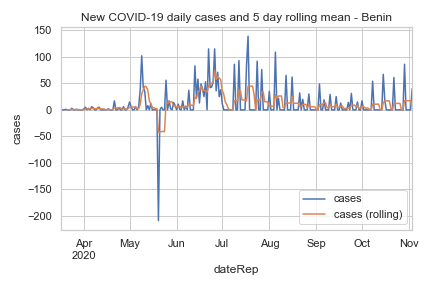 New COVID-19 daily cases and 5 day rolling mean - Benin
150
100
50
0
−50
−100
−150
−200
cases
cases
cases (rolling)
Apr
2020
May
Jun
Jul
Aug
Sep
Oct
Nov
dateRep